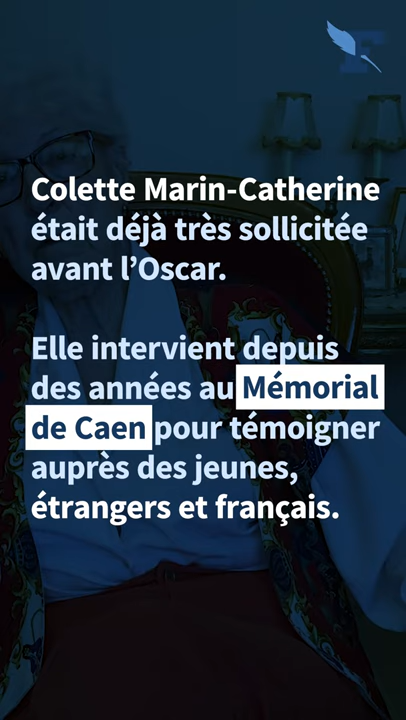 Colette Marin-Catherine
était déjà très sollicitée
avant l’Oscar.
Elle intervient depuis
des années au Mémorial
de Caen pour témoigner
auprès des jeunes,
étrangers et français.